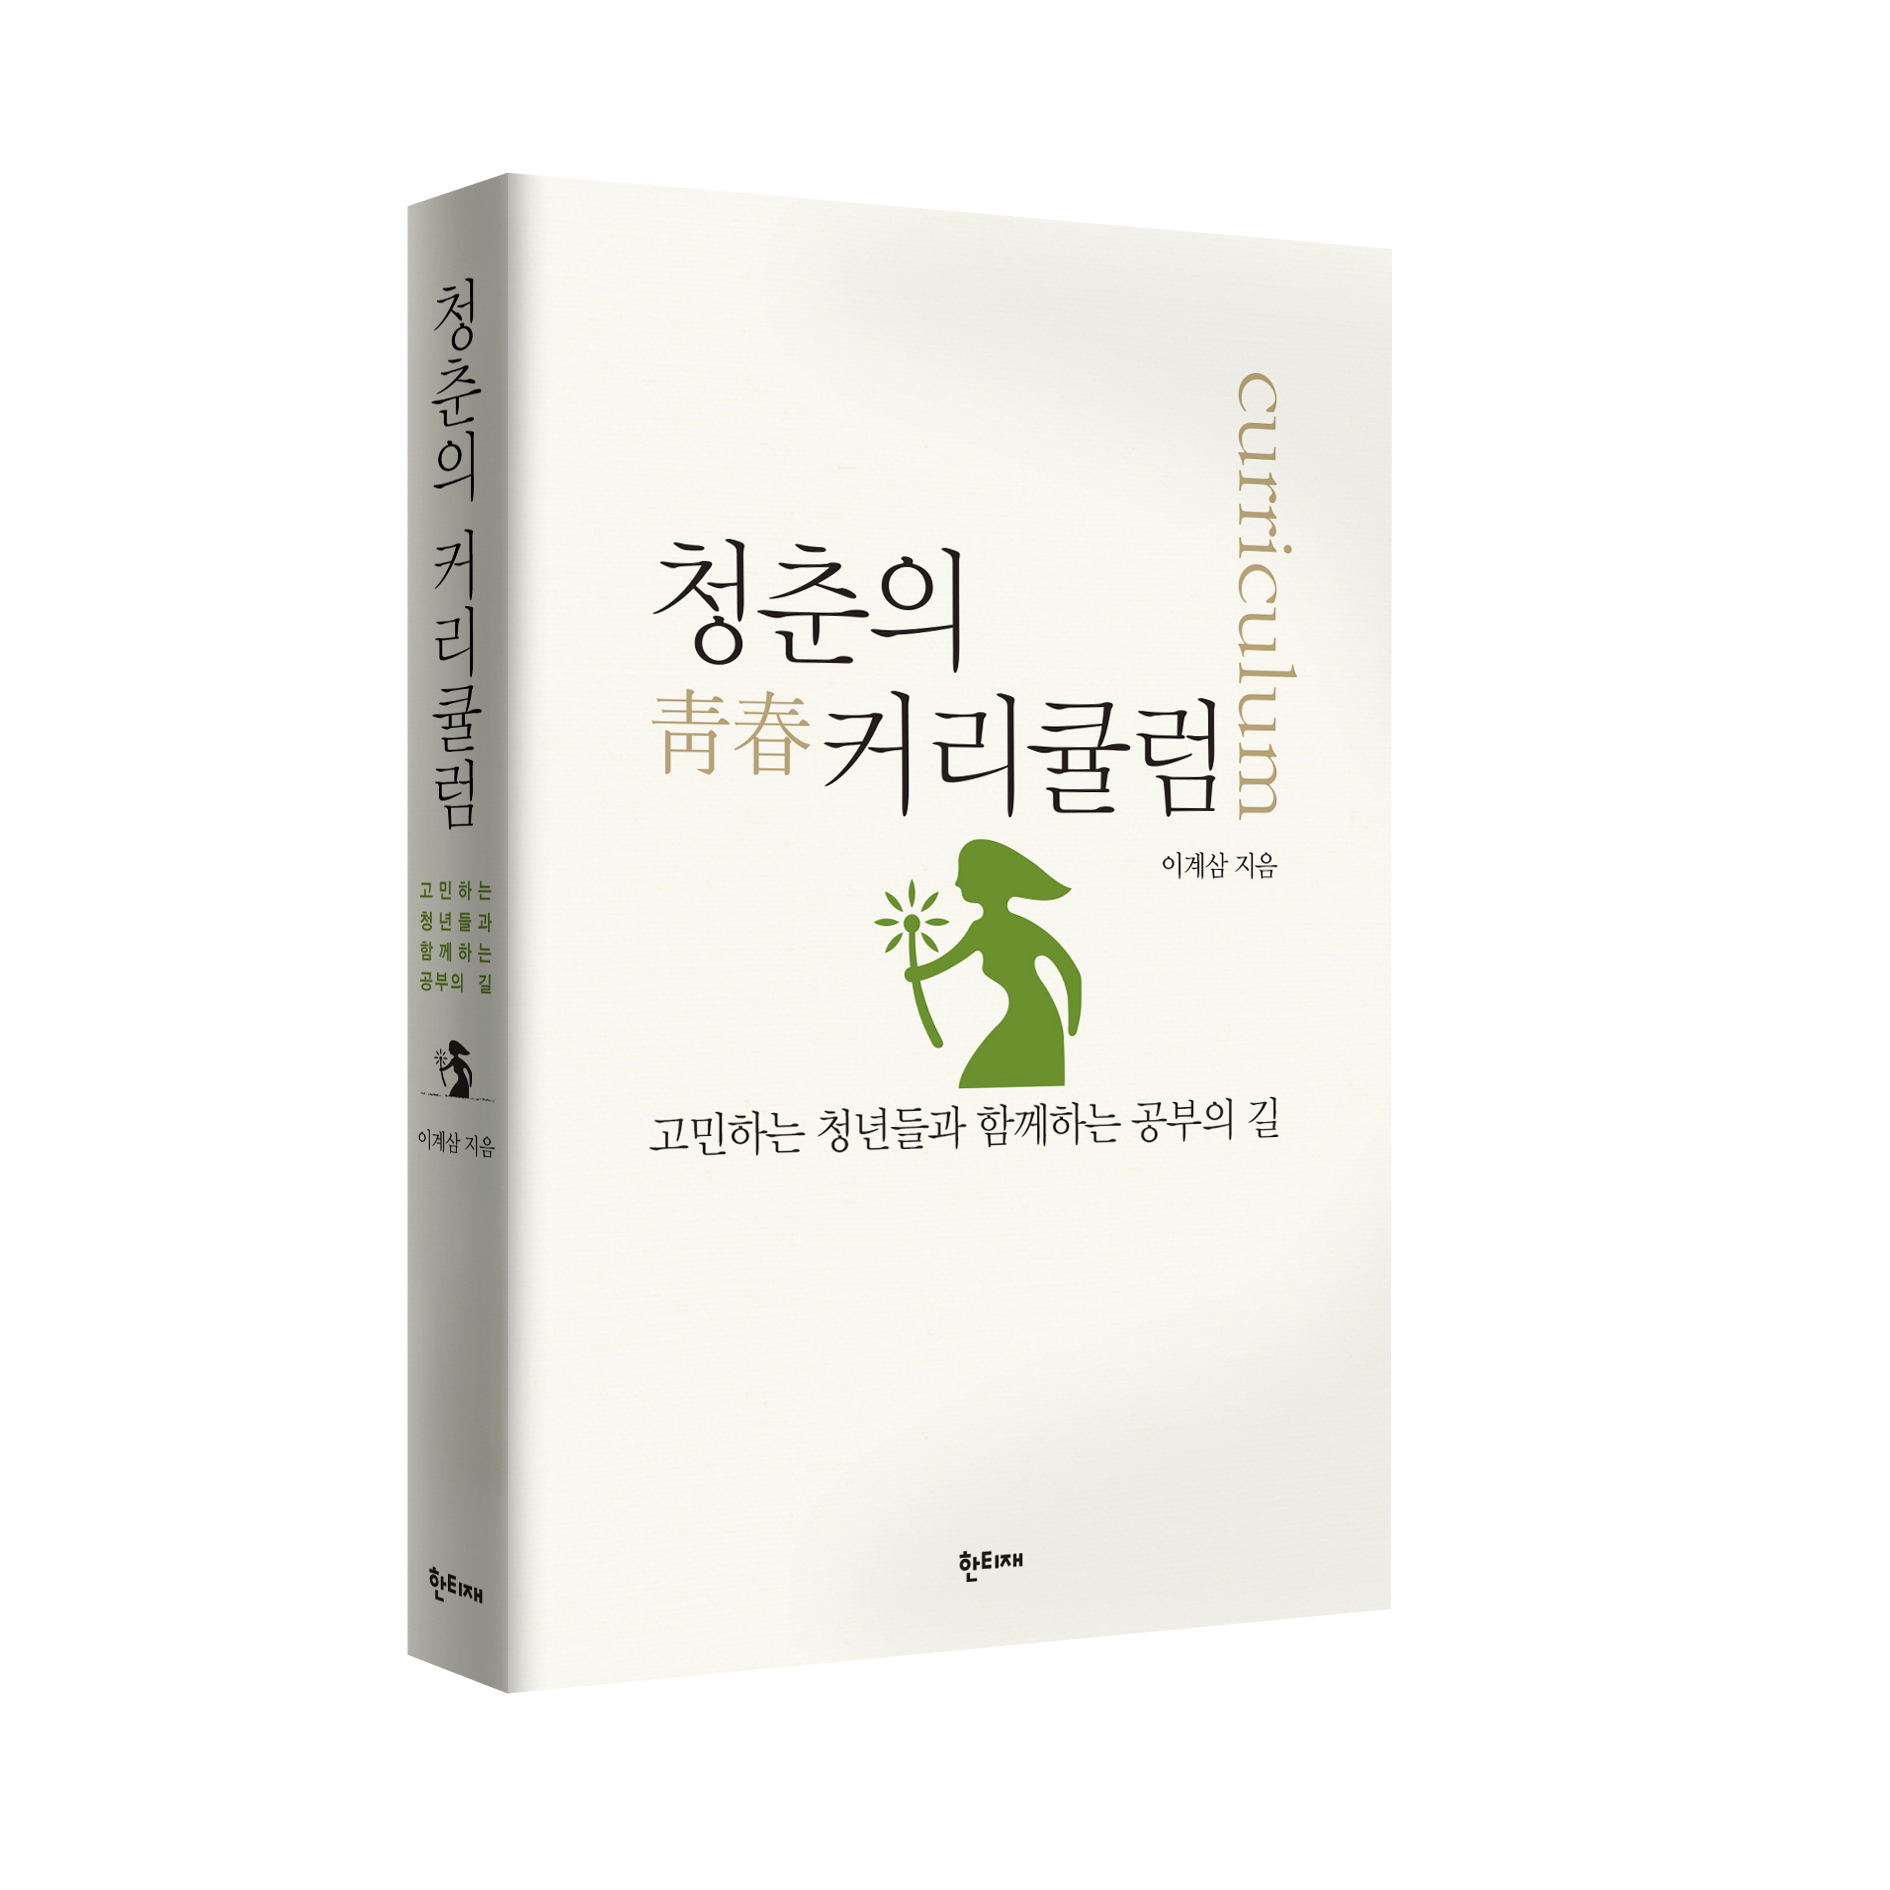 청춘의 커리큘럼
고민하는
청년들과
함께하는
공부의 길
이계삼 지음
한티재
청춘의
靑春 커리큘럼
curriculum
이계삼 지음
고민하는 청년들과 함께하는 공부의 길
한티재